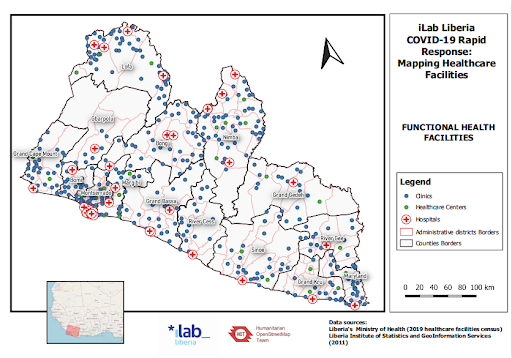 iLab Liberia
COVID-19 Rapid
Response:
Mapping Healthcare
Facilities
FUNCTIONAL HEALTH
FACILITIES
Legend
Clinics
Healthcare Centers
Hospitals
Administrative districts Borders
Counties Borders
0 20 40 60 80 100 km
Lofa
Gbarpolu
Grand Cape Mount
Bong
Nimba
Bomi
Montserrado
Grand Bassa
Grand Gedeh
River Cess
Sinoe
River Gee
Grand Kru
Maryland
*ilab_
liberia
HOT
Humanitarian
OpenStreetMap
Team
Data sources:
Liberia's Ministry of Health (2019 healthcare facilities census)
Liberia Institute of Statistics and GeoInformation Services
(2011)